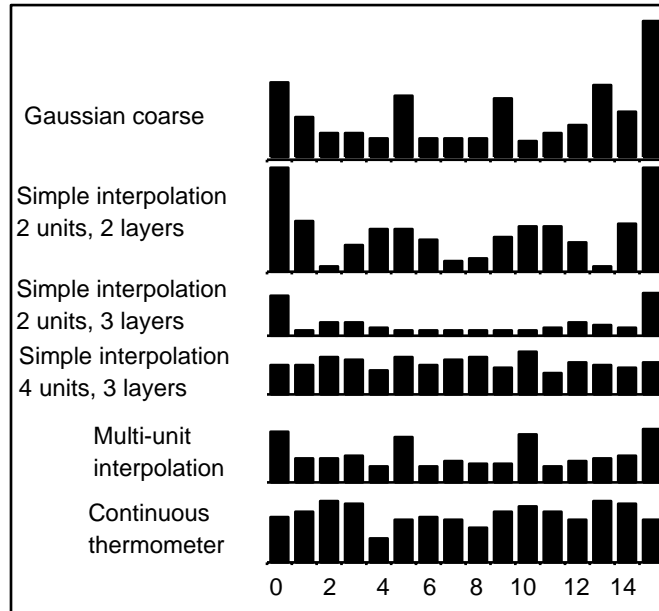 Gaussian coarse
Simple interpolation
2 units, 2 layers
Simple interpolation
2 units, 3 layers
Simple interpolation
4 units, 3 layers
Multi-unit
interpolation
Continuous
thermometer
0 2 4 6 8 10 12 14